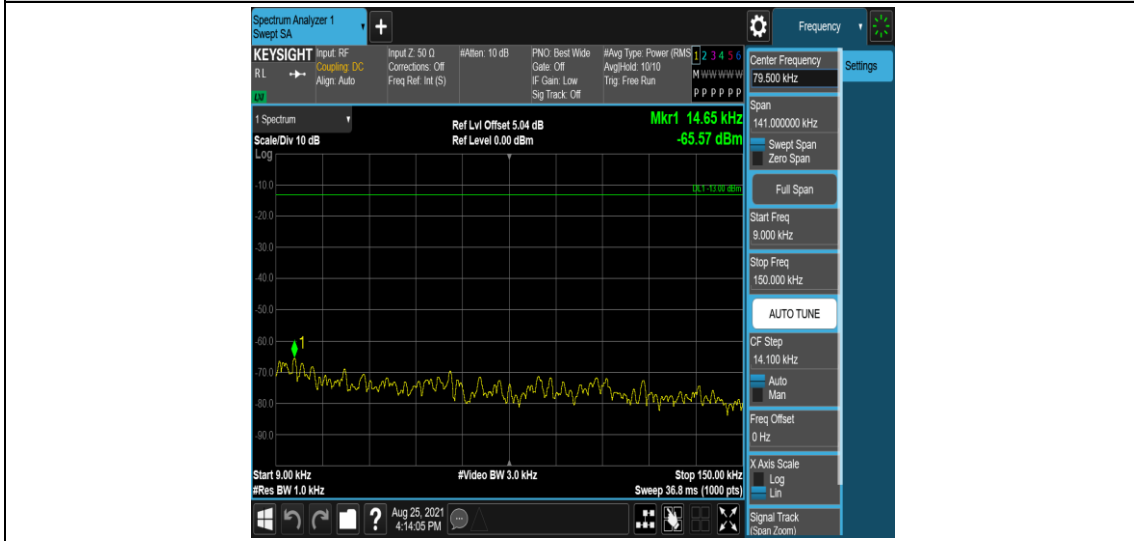 Spectrum Analyzer 1
Swept SA
+
Frequency
KEYSIGHT
RL
LXI
Input: RF
Coupling: DC
Align: Auto
Input Z: 50 Ω
Corrections: Off
Freq Ref: Int (S)
#Atten: 10 dB
PNO: Best Wide
Gate: Off
IF Gain: Low
Sig Track: Off
#Avg Type: Power (RMS
Avg|Hold: 10/10
Trig: Free Run
1 2 3 4 5 6
M W W W W W
P P P P P P
1 Spectrum
Scale/Div 10 dB
Log
Ref Lvl Offset 5.04 dB
Ref Level 0.00 dBm
Mkr1 14.65 kHz
-65.57 dBm
DL1 -13.00 dBm
-10.0
-20.0
-30.0
-40.0
-50.0
-60.0
-70.0
-80.0
-90.0
1
Start 9.00 kHz
#Video BW 3.0 kHz
Stop 150.00 kHz
#Res BW 1.0 kHz
Sweep 36.8 ms (1000 pts)
Aug 25, 2021
4:14:05 PM
?
Center Frequency
79.500 kHz
Settings
Span
141.000000 kHz
Swept Span
Zero Span
Full Span
Start Freq
9.000 kHz
Stop Freq
150.000 kHz
AUTO TUNE
CF Step
14.100 kHz
Auto
Man
Freq Offset
0 Hz
X Axis Scale
Log
Lin
Signal Track
(Span Zoom)